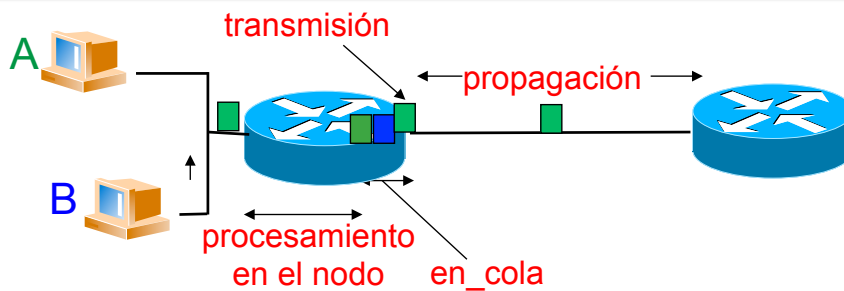 transmisión
A
propagación
B
procesamiento
en el nodo
en_cola